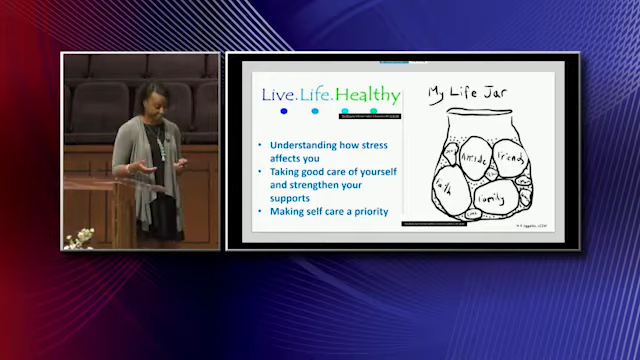 Live.Life.Healthy
My Life Jar
• Understanding how stress
affects you
• Taking good care of yourself
and strengthen your
supports
• Making self care a priority
Friends
Faith
Family